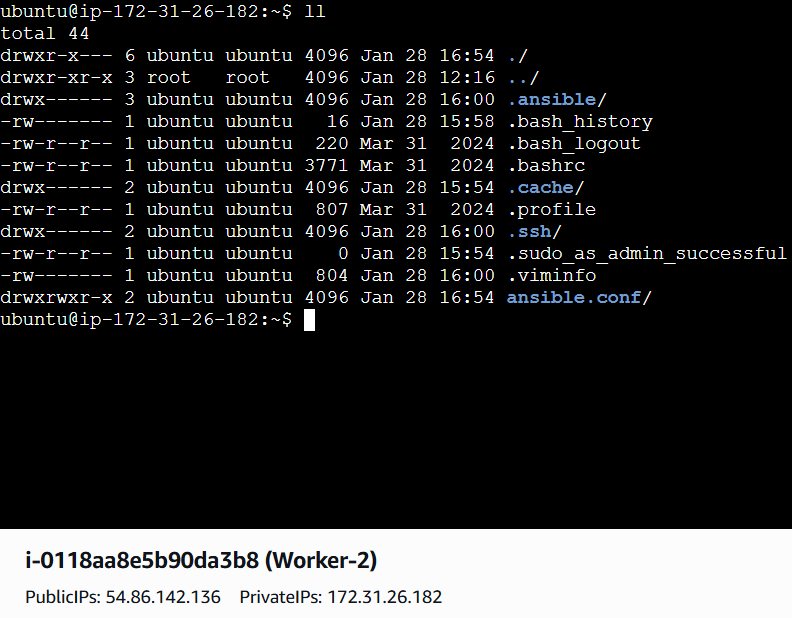 ubuntu@ip-172-31-26-182:~$ ll
total 44
drwxr-x--- 6 ubuntu ubuntu 4096 Jan 28 16:54 ./
drwxr-xr-x 3 root   root   4096 Jan 28 12:16 ../
drwx------ 3 ubuntu ubuntu 4096 Jan 28 16:00 .ansible/
-rw------- 1 ubuntu ubuntu   16 Jan 28 15:58 .bash_history
-rw-r--r-- 1 ubuntu ubuntu  220 Mar 31  2024 .bash_logout
-rw-r--r-- 1 ubuntu ubuntu 3771 Mar 31  2024 .bashrc
drwx------ 2 ubuntu ubuntu 4096 Jan 28 15:54 .cache/
-rw-r--r-- 1 ubuntu ubuntu  807 Mar 31  2024 .profile
drwx------ 2 ubuntu ubuntu 4096 Jan 28 16:00 .ssh/
-rw-r--r-- 1 ubuntu ubuntu    0 Jan 28 15:54 .sudo_as_admin_successful
-rw------- 1 ubuntu ubuntu  804 Jan 28 16:00 .viminfo
drwxrwxr-x 2 ubuntu ubuntu 4096 Jan 28 16:54 ansible.conf/
ubuntu@ip-172-31-26-182:~$
i-0118aa8e5b90da3b8 (Worker-2)
PublicIPs: 54.86.142.136    PrivateIPs: 172.31.26.182